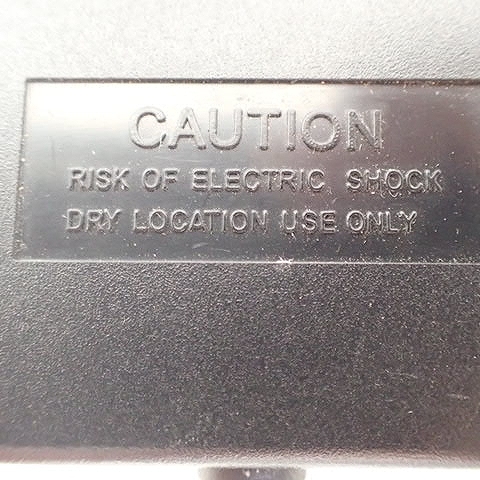 CAUTION
RISK OF ELECTRIC SHOCK
DRY LOCATION USE ONLY